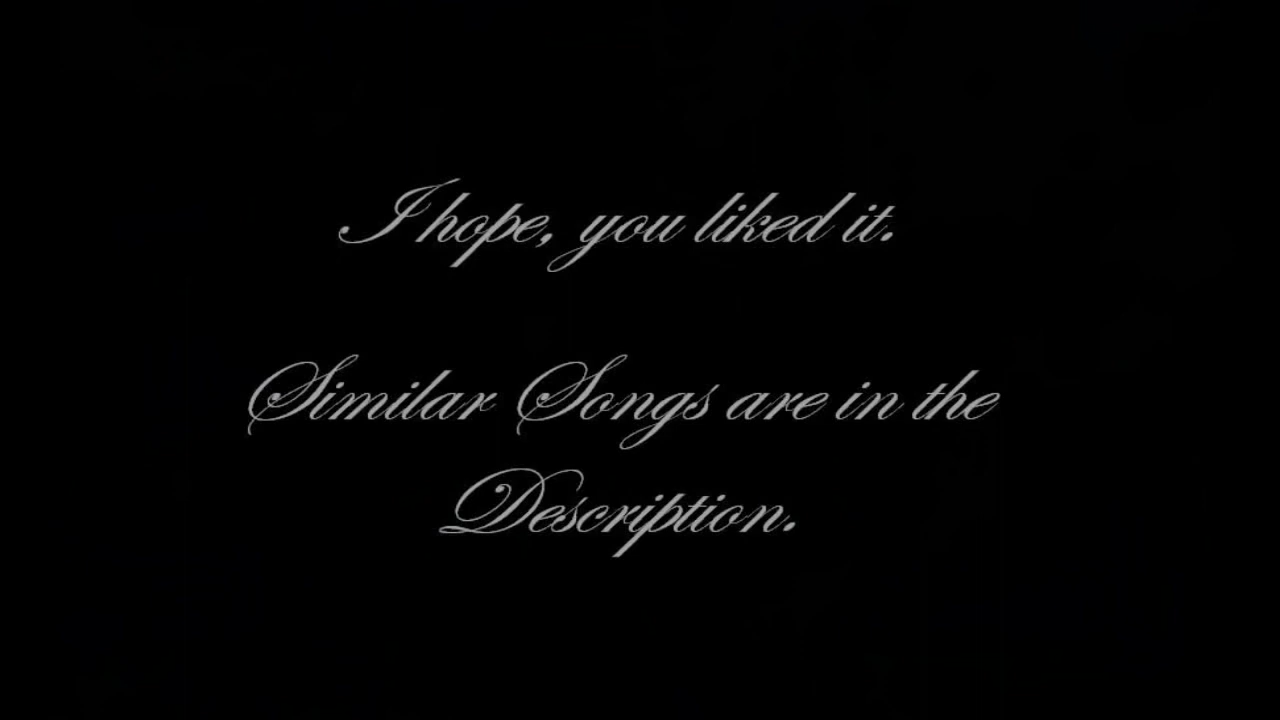 I hope, you liked it.
Similar Songs are in the
Description.